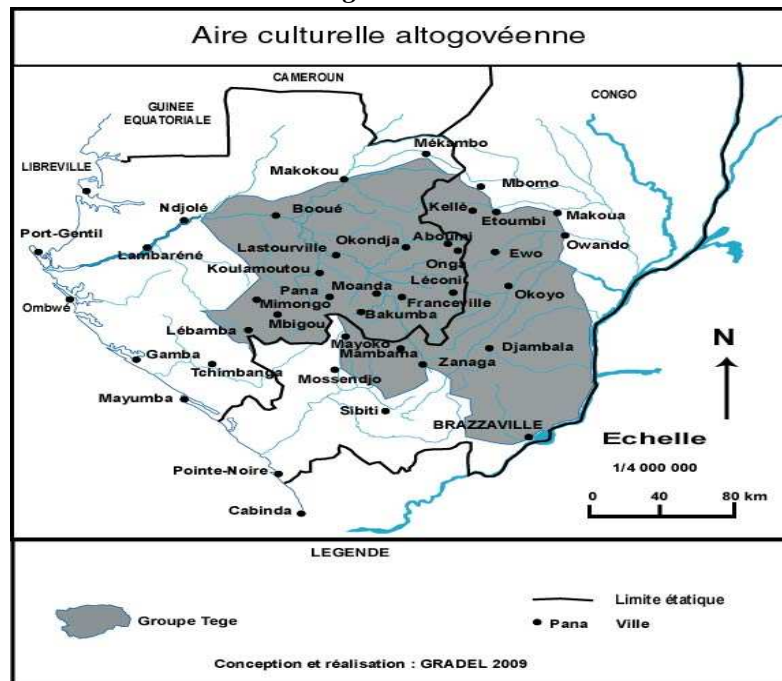 Aire culturelle altogovéenne
CAMEROUN
GUINEE
EQUATORIALE
CONGO
LIBREVILLE
Mékambo
Makokou
Mbomo
Ndjolé
Booué
Kellè
Etoumbi
Makoua
Port-Gentil
Lambaréné
Lastourville
Okondja
Aboumi
Owando
Onga
Ewo
Koulamoutou
Ombwé
Pana
Moanda
Léconi
Okoyo
Mimongo
Franceville
Mbigou
Bakumba
N
Lébamba
Mayoko
Mambama
Djambala
Gamba
Tchimbanga
Zanaga
Mossendjo
Mayumba
Sibiti
BRAZZAVILLE
Echelle
1/4 000 000
Pointe-Noire
0 40 80 km
Cabinda
LEGENDE
Groupe Tege
Limite étatique
Pana Ville
Conception et réalisation : GRADEL 2009